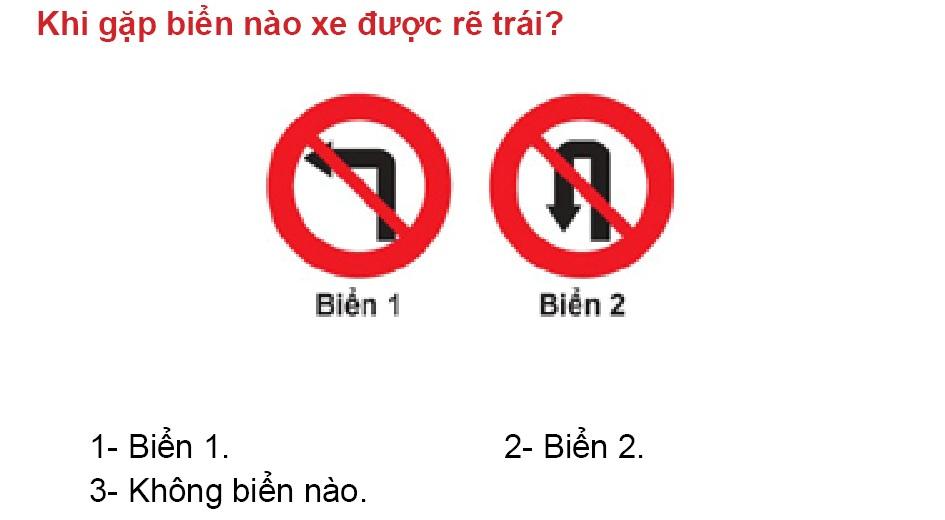 Khi gặp biển nào xe được rẽ trái?
Biển 1 Biển 2
1- Biển 1. 2- Biển 2.
3- Không biển nào.